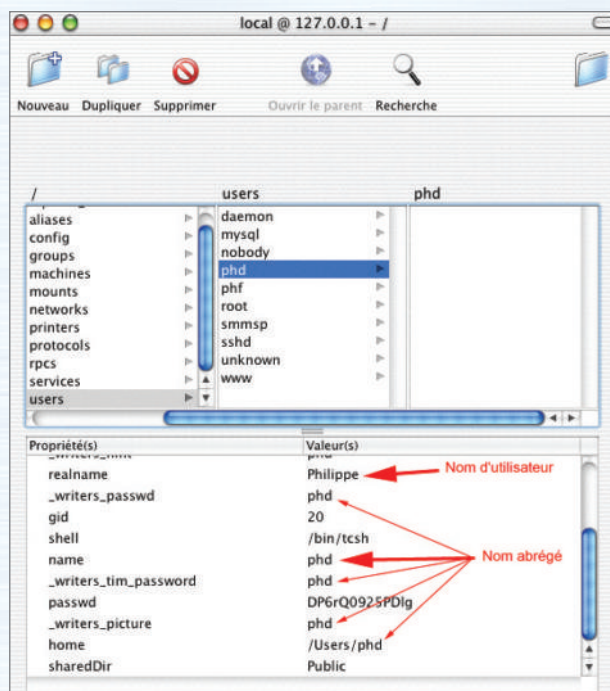 local @ 127.0.0.1 – /
Nouveau Dupliquer Supprimer Ouvrir le parent Recherche
/ users phd
aliases daemon
config mysql
groups nobody
machines phd
mounts phf
networks root
printers smmsp
protocols sshd
rpcs unknown
services www
users
Propriété(s) Valeur(s)
_writers_hint phd
realname Philippe Nom d'utilisateur
_writers_passwd phd
gid 20
shell /bin/tcsh
name phd Nom abrégé
_writers_tim_password phd
passwd DP6rQ0925PDlg
_writers_picture phd
home /Users/phd
sharedDir Public